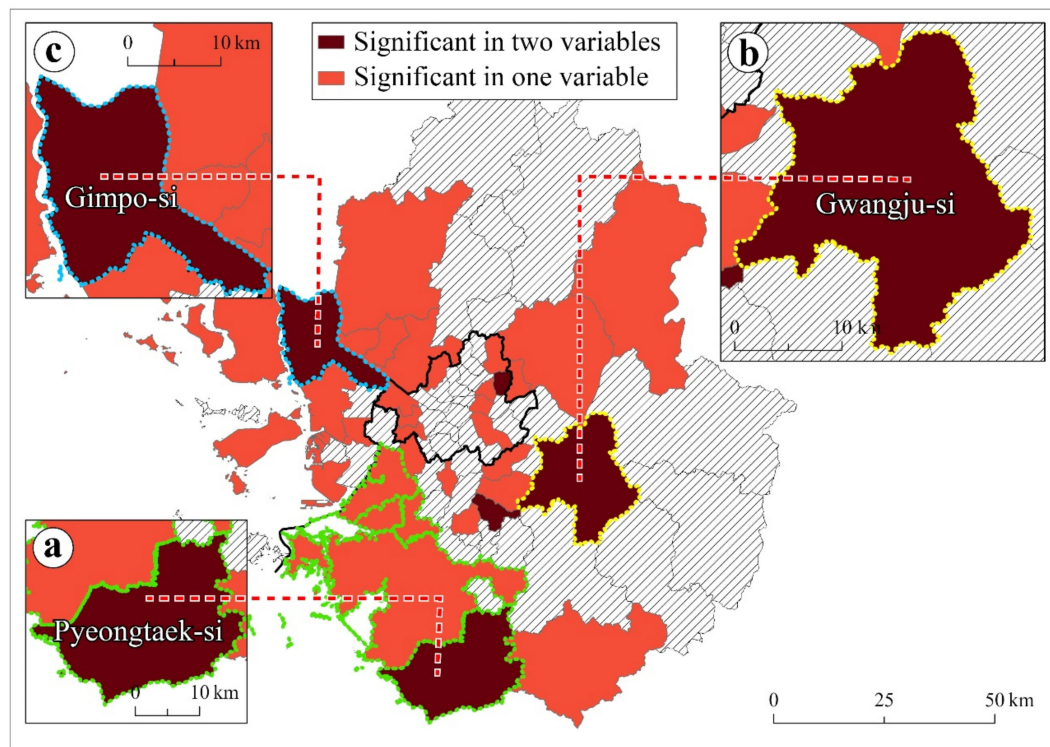 c
0 10 km
Gimpo-si
Significant in two variables
Significant in one variable
b
Gwangju-si
0 10 km
a
Pyeongtaek-si
0 10 km
0 25 50 km